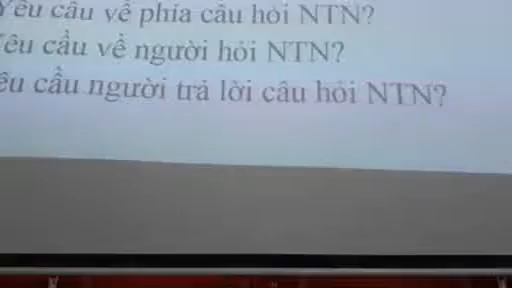 Yêu cầu về phía câu hỏi NTN?
Yêu cầu về người hỏi NTN?
êu cầu người trả lời câu hỏi NTN?